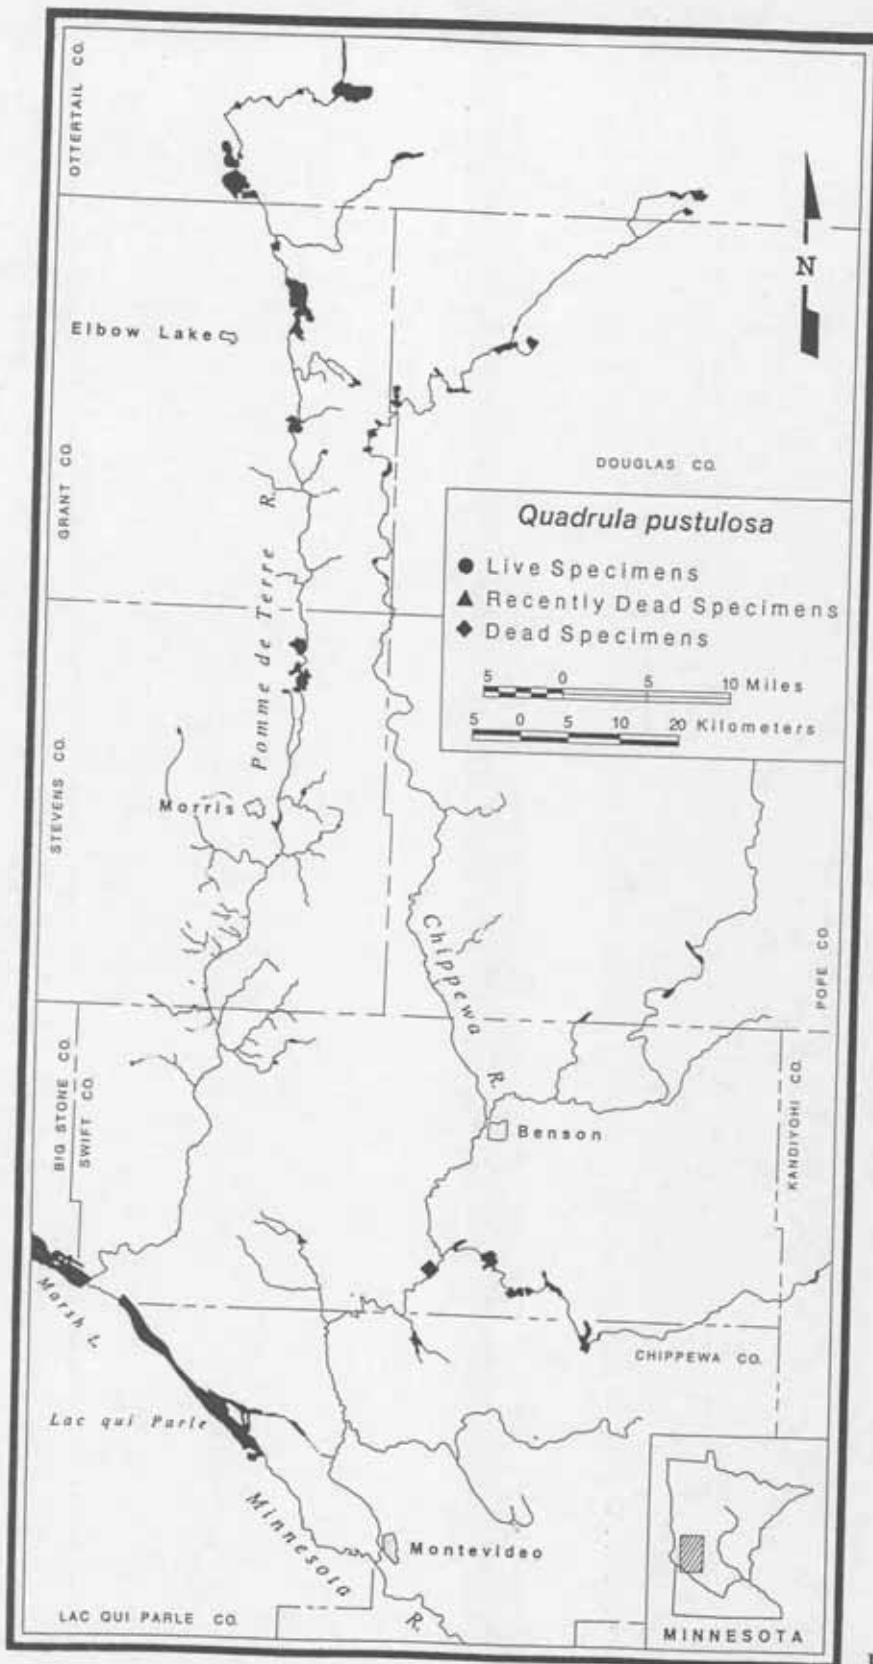 OTTERTAIL CO.
N
Elbow Lake
GRANT CO.
DOUGLAS CO.
Quadrula pustulosa
Live Specimens
Recently Dead Specimens
Dead Specimens
5 0 5 10 Miles
5 0 5 10 20 Kilometers
Pomme de Terre R.
STEVENS CO.
Morris
Chippewa R.
POPE CO.
BIG STONE CO.
SWIFT CO.
KANDIYOHI CO.
Benson
Marsh L.
CHIPPEWA CO.
Lac qui Parle
Minnesota R.
Montevideo
LAC QUI PARLE CO.
MINNESOTA